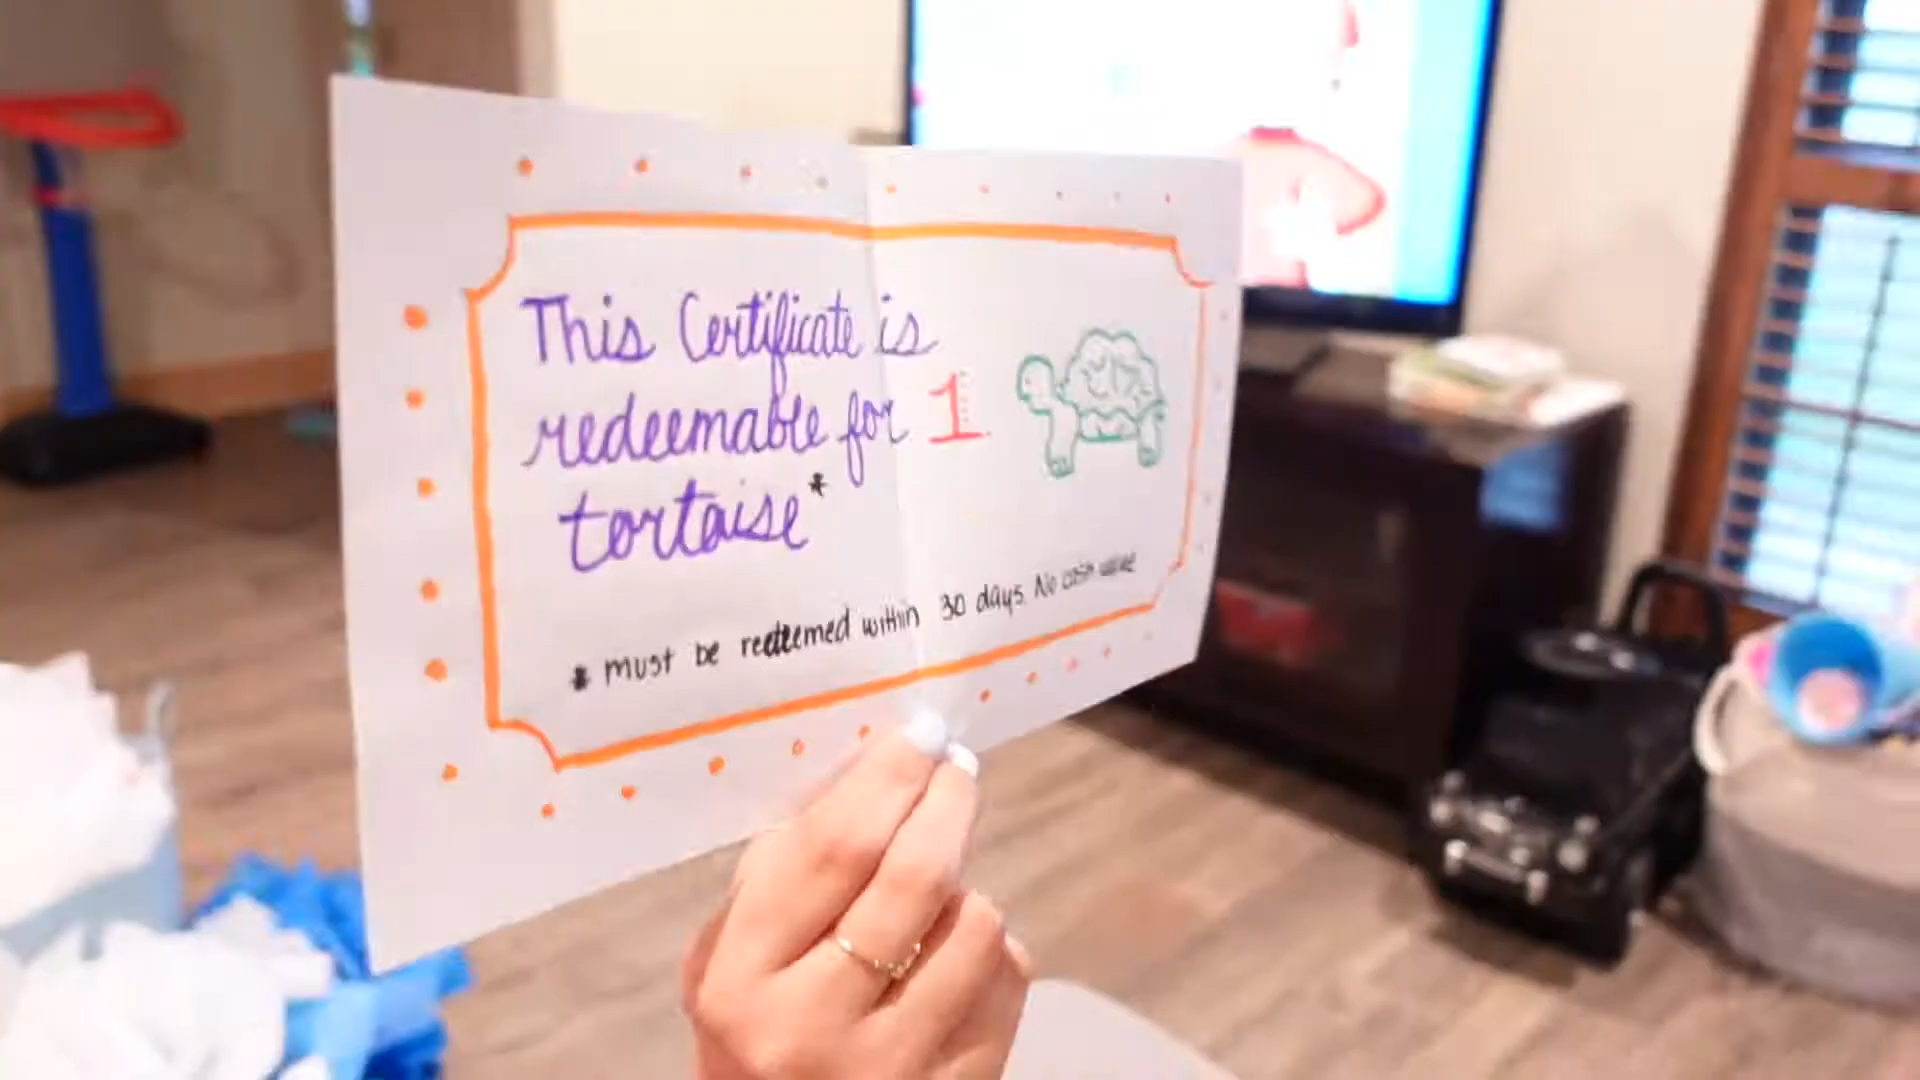 This Certificate is
redeemable for 1
tortoise*
* must be redeemed within 30 days. No cash value